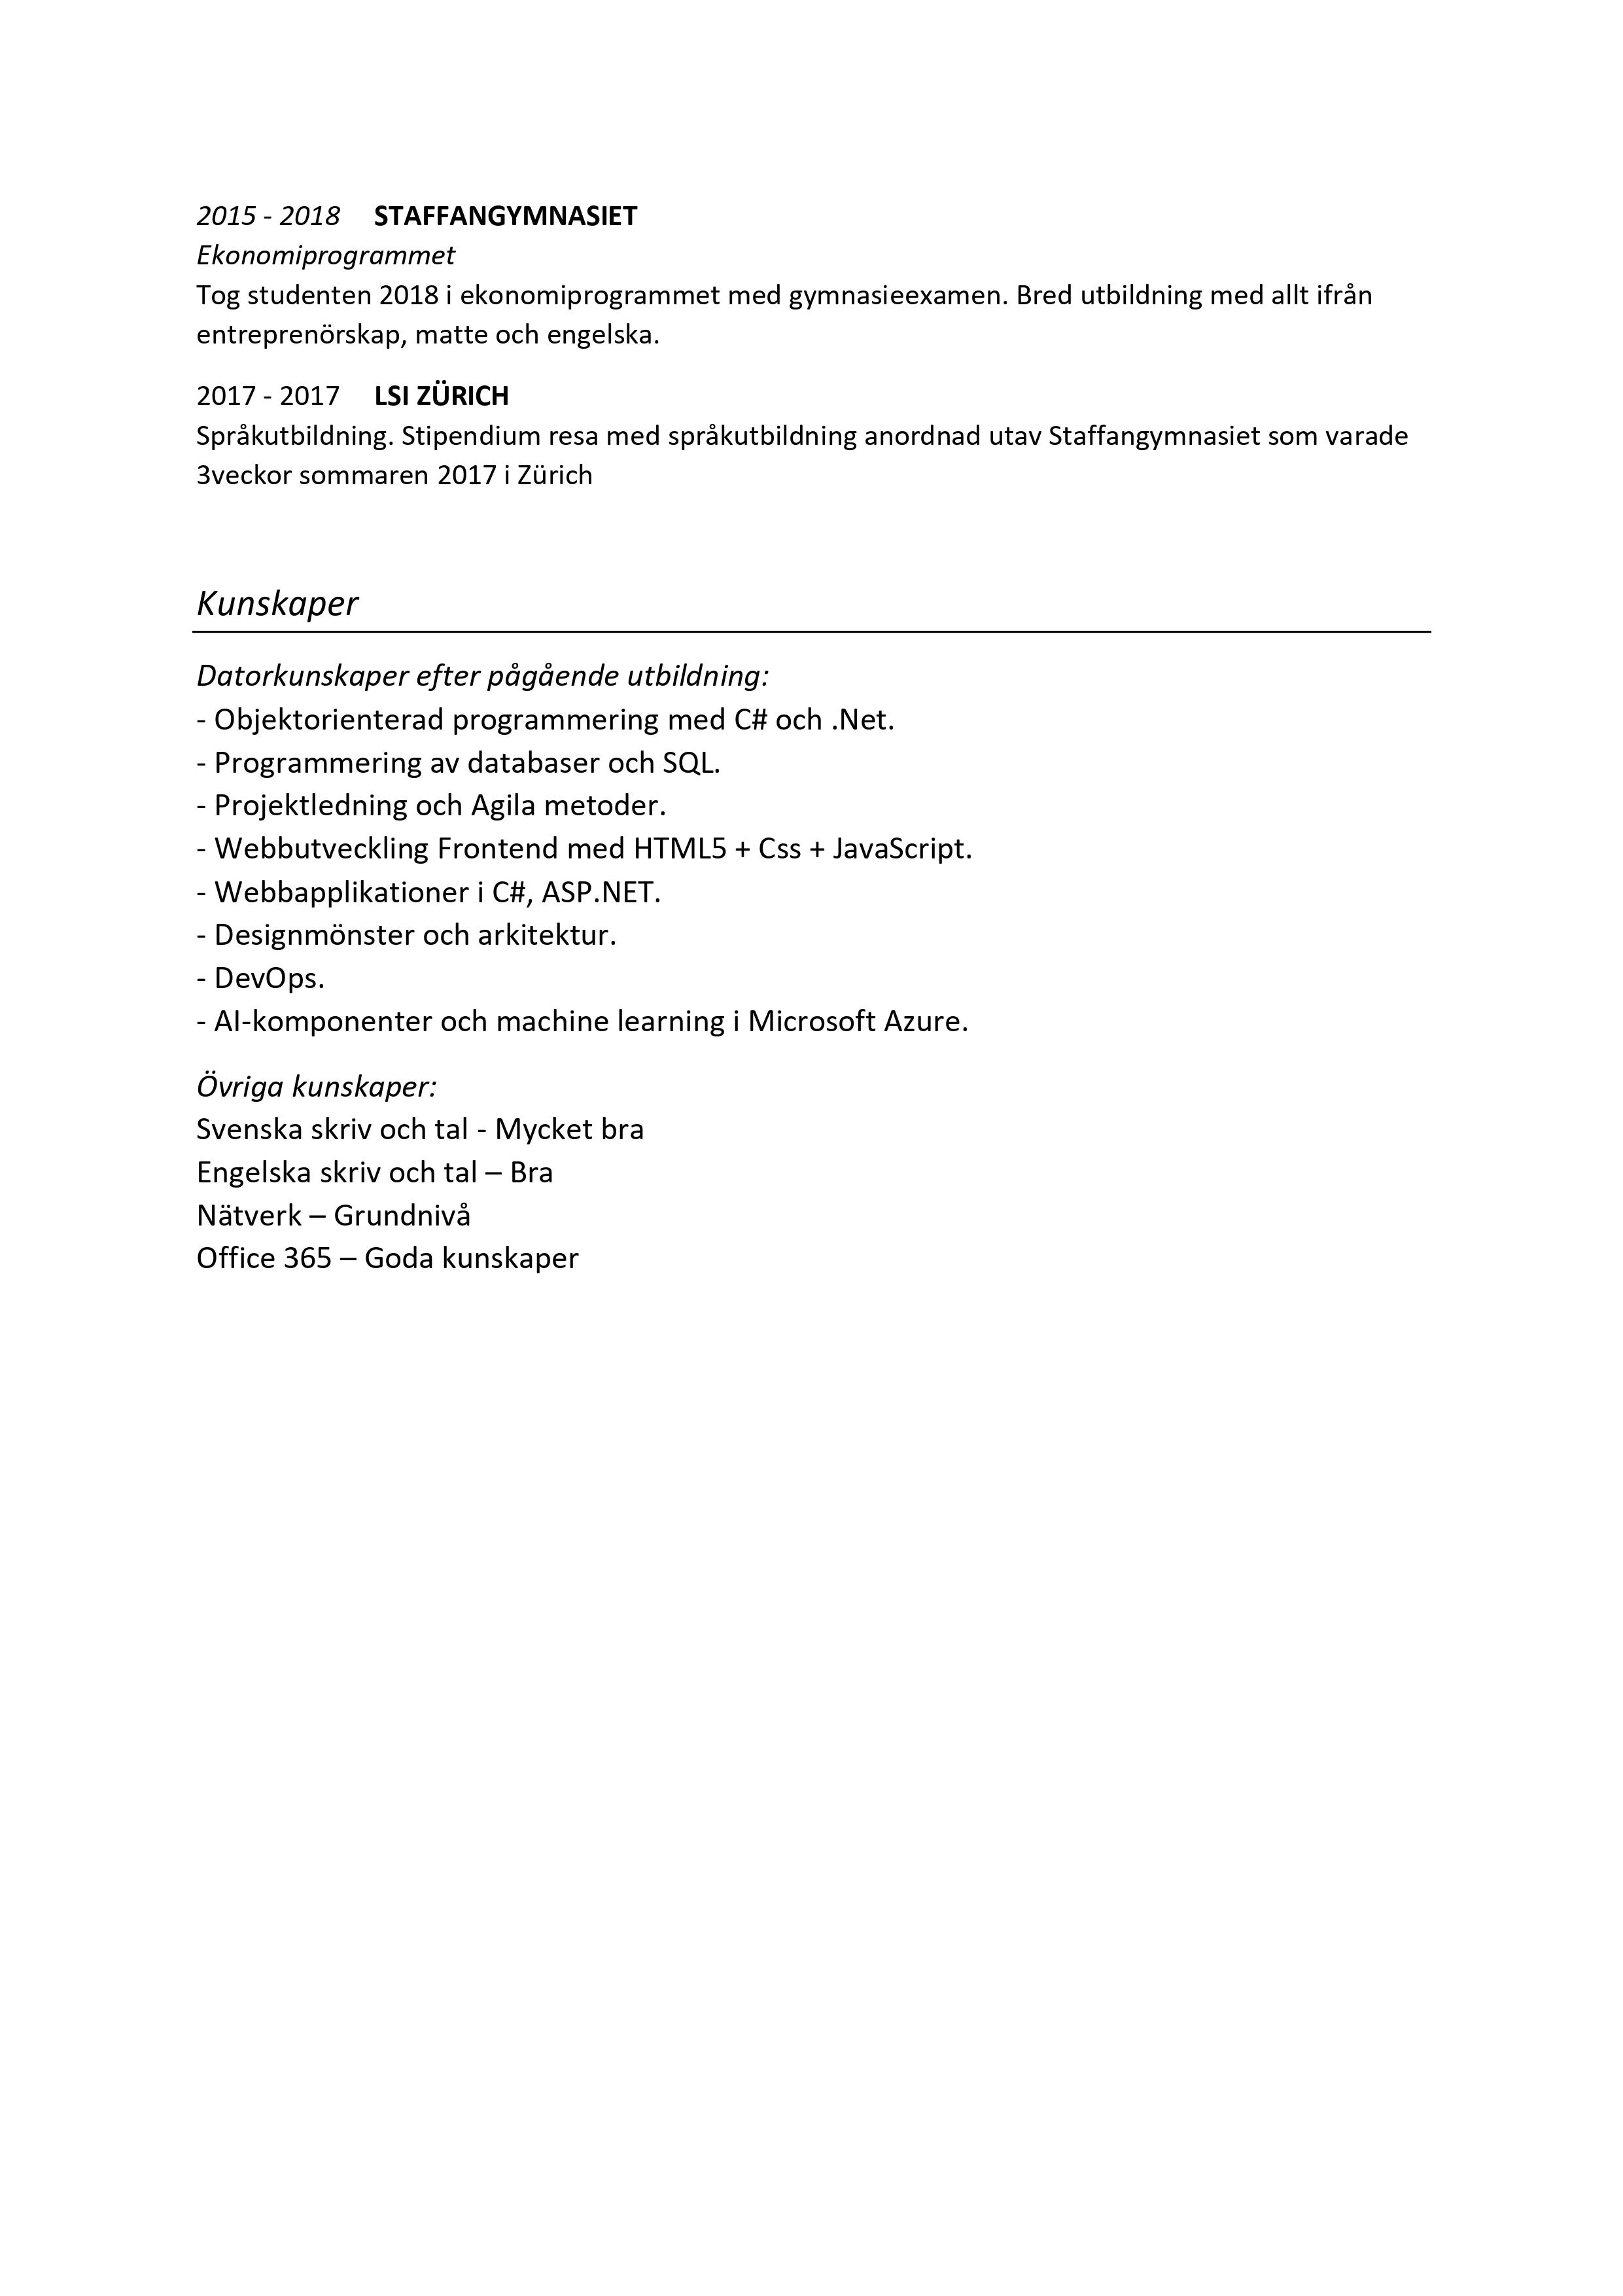 2015 - 2018 STAFFANGYMNASIET
Ekonomiprogrammet
Tog studenten 2018 i ekonomiprogrammet med gymnasieexamen. Bred utbildning med allt ifrån
entreprenörskap, matte och engelska.
2017 - 2017 LSI ZÜRICH
Språkutbildning. Stipendium resa med språkutbildning anordnad utav Staffangymnasiet som varade
3veckor sommaren 2017 i Zürich
Kunskaper
Datorkunskaper efter pågående utbildning:
- Objektorienterad programmering med C# och .Net.
- Programmering av databaser och SQL.
- Projektledning och Agila metoder.
- Webbutveckling Frontend med HTML5 + Css + JavaScript.
- Webbapplikationer i C#, ASP.NET.
- Designmönster och arkitektur.
- DevOps.
- AI-komponenter och machine learning i Microsoft Azure.
Övriga kunskaper:
Svenska skriv och tal - Mycket bra
Engelska skriv och tal – Bra
Nätverk – Grundnivå
Office 365 – Goda kunskaper